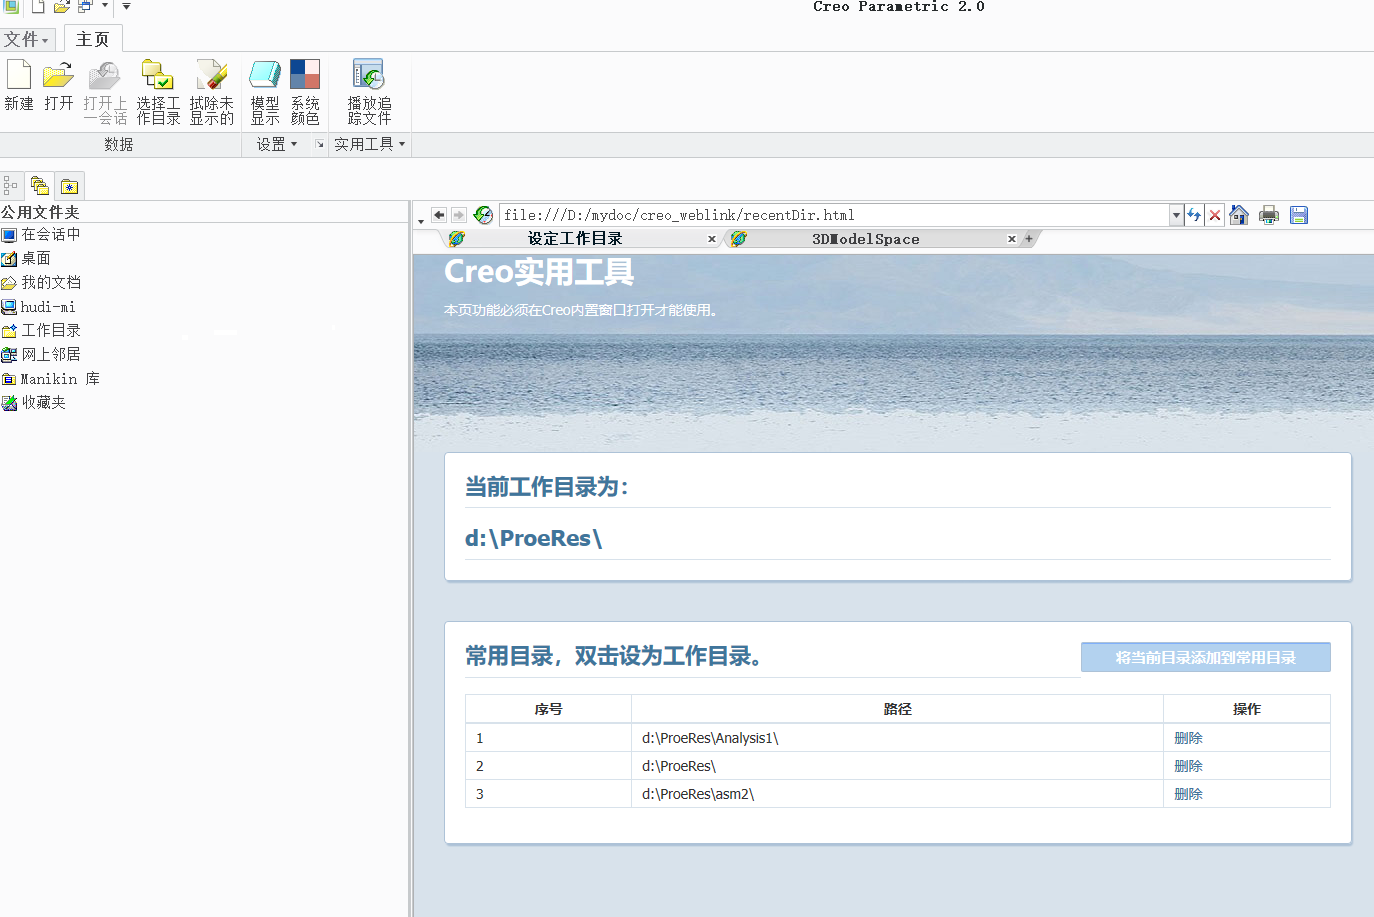 Creo Parametric 2.0
文件
主页
新建
打开
打开上
一会话
选择工
作目录
拭除未
显示的
模型
显示
系统
颜色
播放追
踪文件
数据
设置
实用工具
公用文件夹
在会话中
桌面
我的文档
hudi-mi
工作目录
网上邻居
Manikin 库
收藏夹
file:///D:/mydoc/creo_weblink/recentDir.html
设定工作目录
3DModelSpace
Creo实用工具
本页功能必须在Creo内置窗口打开才能使用。
当前工作目录为：
d:\ProeRes\
常用目录，双击设为工作目录。
将当前目录添加到常用目录
序号 路径 操作
1 d:\ProeRes\Analysis1\ 删除
2 d:\ProeRes\ 删除
3 d:\ProeRes\asm2\ 删除